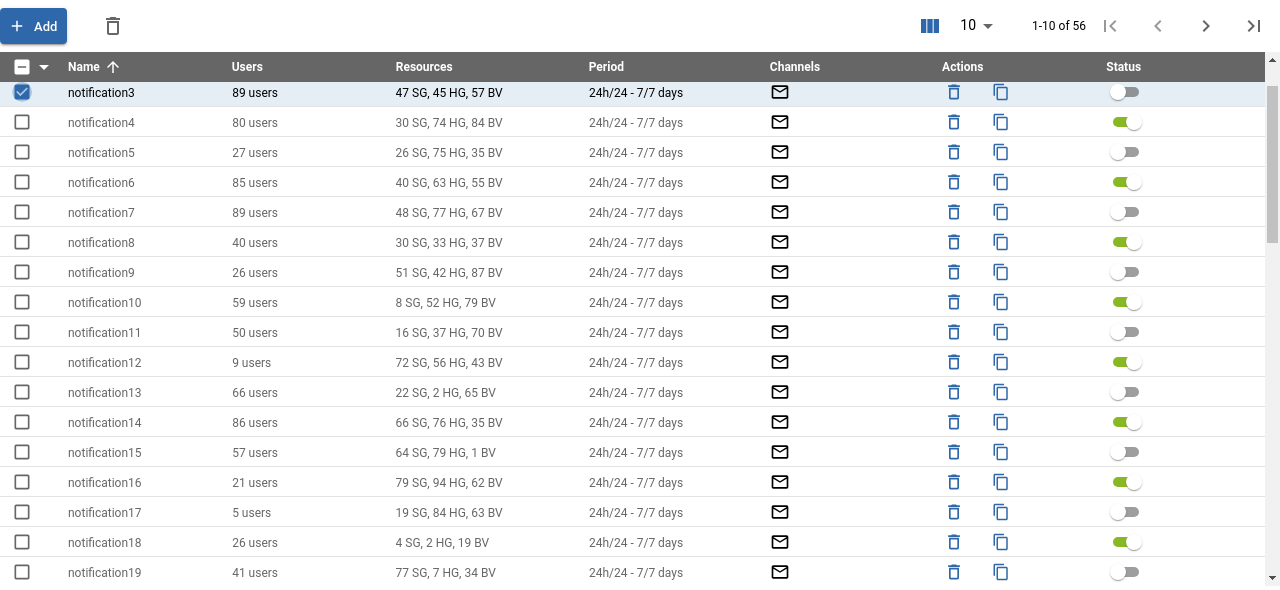 Add 10 1-10 of 56
Name Users Resources Period Channels Actions Status
notification3 89 users 47 SG, 45 HG, 57 BV 24h/24 - 7/7 days
notification4 80 users 30 SG, 74 HG, 84 BV 24h/24 - 7/7 days
notification5 27 users 26 SG, 75 HG, 35 BV 24h/24 - 7/7 days
notification6 85 users 40 SG, 63 HG, 55 BV 24h/24 - 7/7 days
notification7 89 users 48 SG, 77 HG, 67 BV 24h/24 - 7/7 days
notification8 40 users 30 SG, 33 HG, 37 BV 24h/24 - 7/7 days
notification9 26 users 51 SG, 42 HG, 87 BV 24h/24 - 7/7 days
notification10 59 users 8 SG, 52 HG, 79 BV 24h/24 - 7/7 days
notification11 50 users 16 SG, 37 HG, 70 BV 24h/24 - 7/7 days
notification12 9 users 72 SG, 56 HG, 43 BV 24h/24 - 7/7 days
notification13 66 users 22 SG, 2 HG, 65 BV 24h/24 - 7/7 days
notification14 86 users 66 SG, 76 HG, 35 BV 24h/24 - 7/7 days
notification15 57 users 64 SG, 79 HG, 1 BV 24h/24 - 7/7 days
notification16 21 users 79 SG, 94 HG, 62 BV 24h/24 - 7/7 days
notification17 5 users 19 SG, 84 HG, 63 BV 24h/24 - 7/7 days
notification18 26 users 4 SG, 2 HG, 19 BV 24h/24 - 7/7 days
notification19 41 users 77 SG, 7 HG, 34 BV 24h/24 - 7/7 days